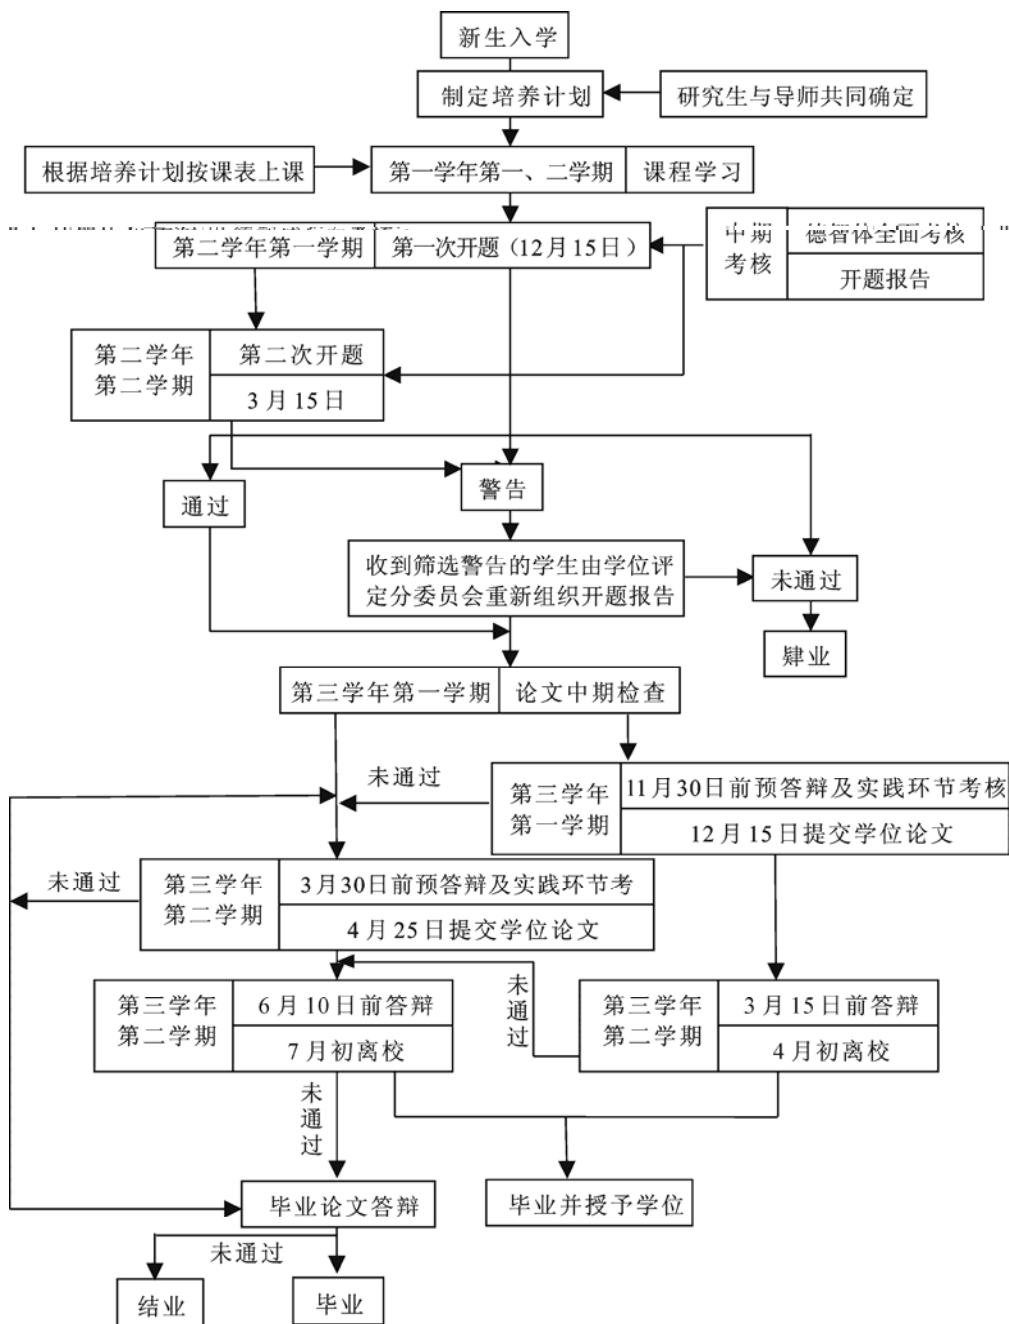 新生入学
制定培养计划
研究生与导师共同确定
根据培养计划按课表上课
第一学年第一、二学期
课程学习
第二学年第一学期
第一次开题（12月15日）
中期
考核
德智体全面考核
开题报告
第二学年
第二学期
第二次开题
3月15日
通过
警告
收到筛选警告的学生由学位评
定分委员会重新组织开题报告
未通过
肄业
第三学年第一学期
论文中期检查
未通过
第三学年
第一学期
11月30日前预答辩及实践环节考核
12月15日提交学位论文
未通过
第三学年
第二学期
3月30日前预答辩及实践环节考
4月25日提交学位论文
第三学年
第二学期
6月10日前答辩
7月初离校
未通过
第三学年
第二学期
3月15日前答辩
4月初离校
未通过
毕业论文答辩
毕业并授予学位
未通过
结业
毕业